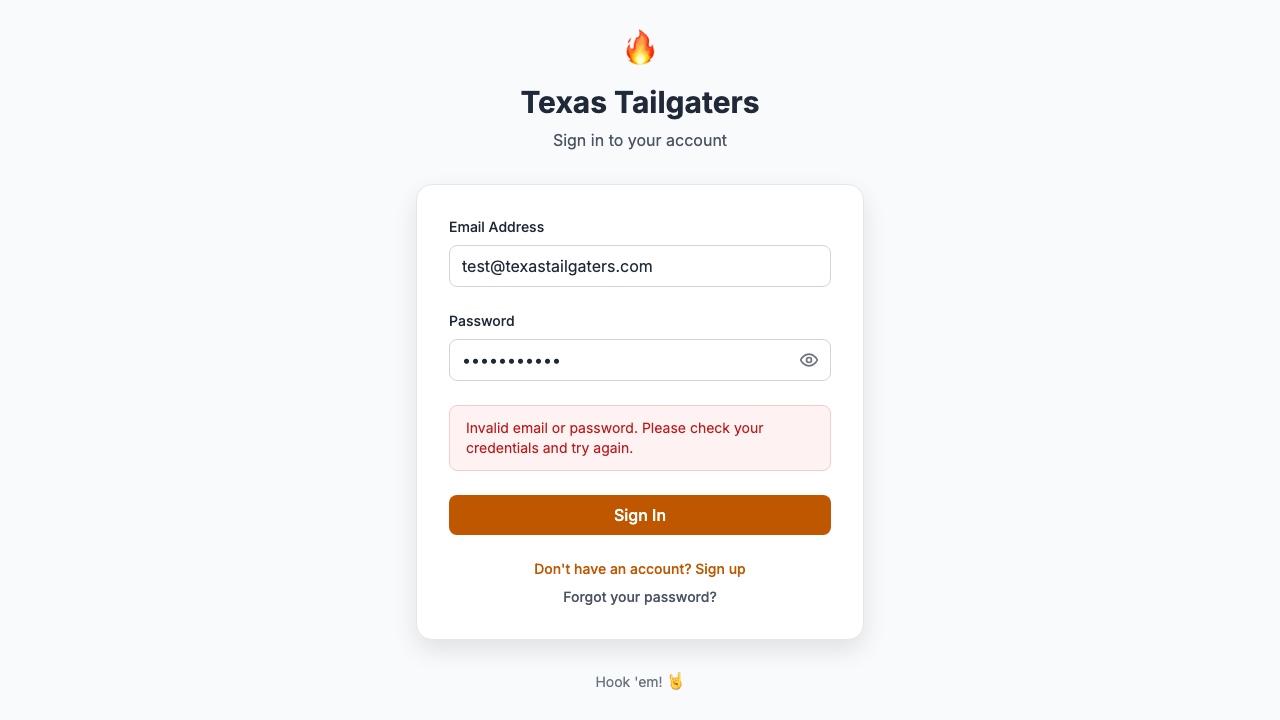 Texas Tailgaters
Sign in to your account
Email Address
test@texastailgaters.com
Password
•••••••••••
Invalid email or password. Please check your
credentials and try again.
Sign In
Don't have an account? Sign up
Forgot your password?
Hook 'em! 🤘